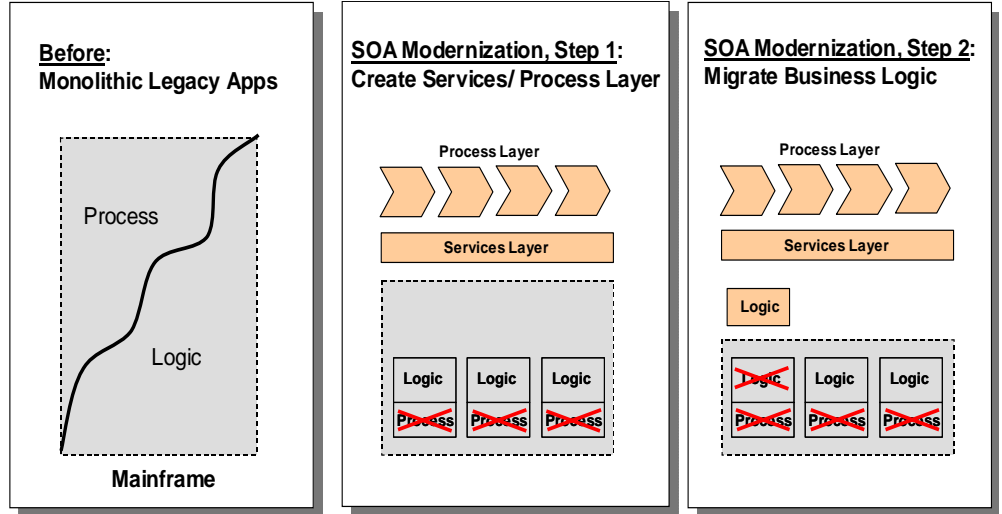 Before:
Monolithic Legacy Apps
Process
Logic
Mainframe
SOA Modernization, Step 1:
Create Services/ Process Layer
Process Layer
Services Layer
Logic Logic Logic
Process Process Process
SOA Modernization, Step 2:
Migrate Business Logic
Process Layer
Services Layer
Logic
Logic Logic Logic
Process Process Process